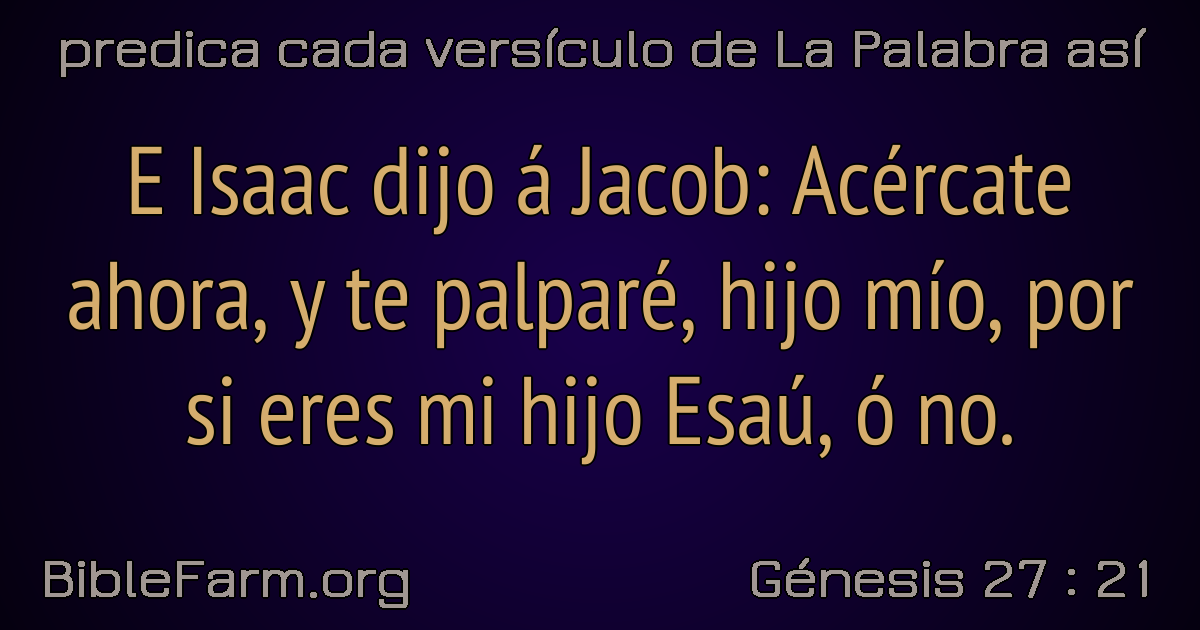 predica cada versículo de La Palabra así
E Isaac dijo á Jacob: Acércate
ahora, y te palparé, hijo mío, por
si eres mi hijo Esaú, ó no.
BibleFarm.org
Génesis 27 : 21